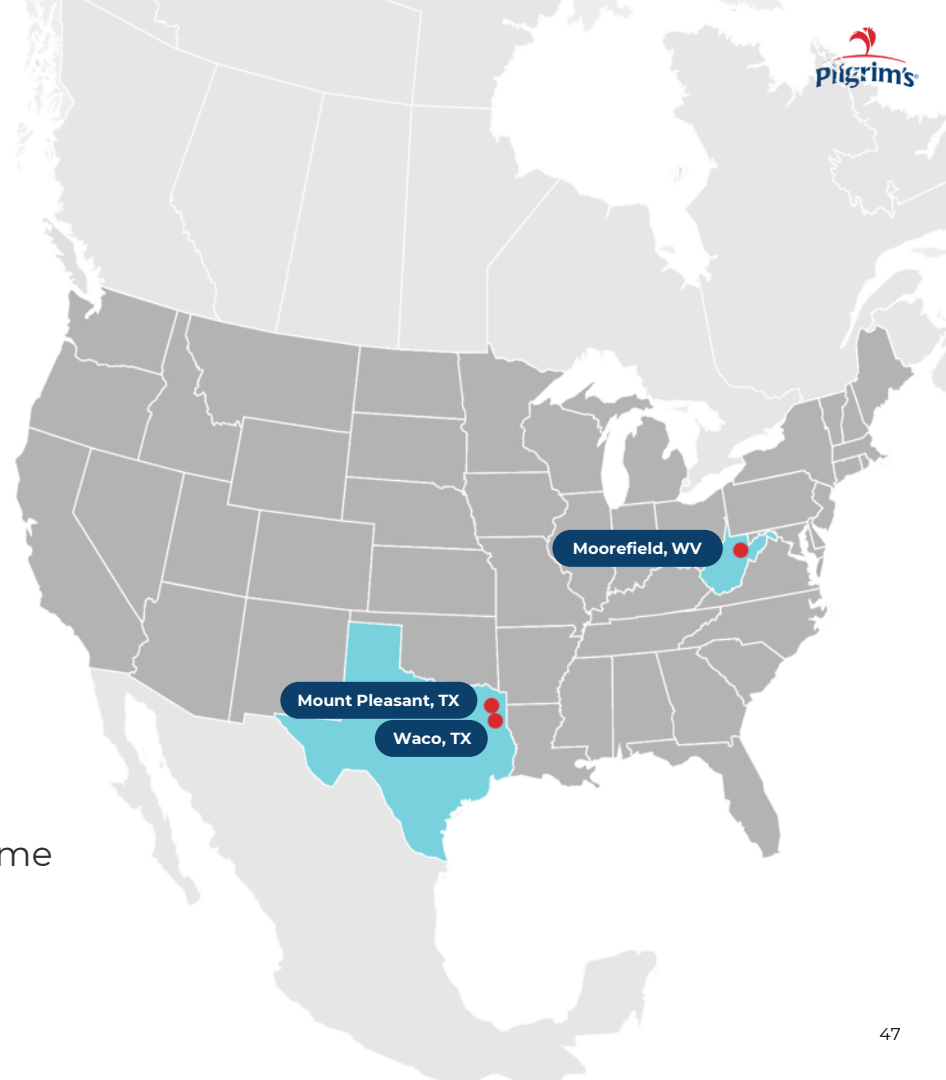 Pilgrim's
Moorefield, WV
Mount Pleasant, TX
Waco, TX
me
47